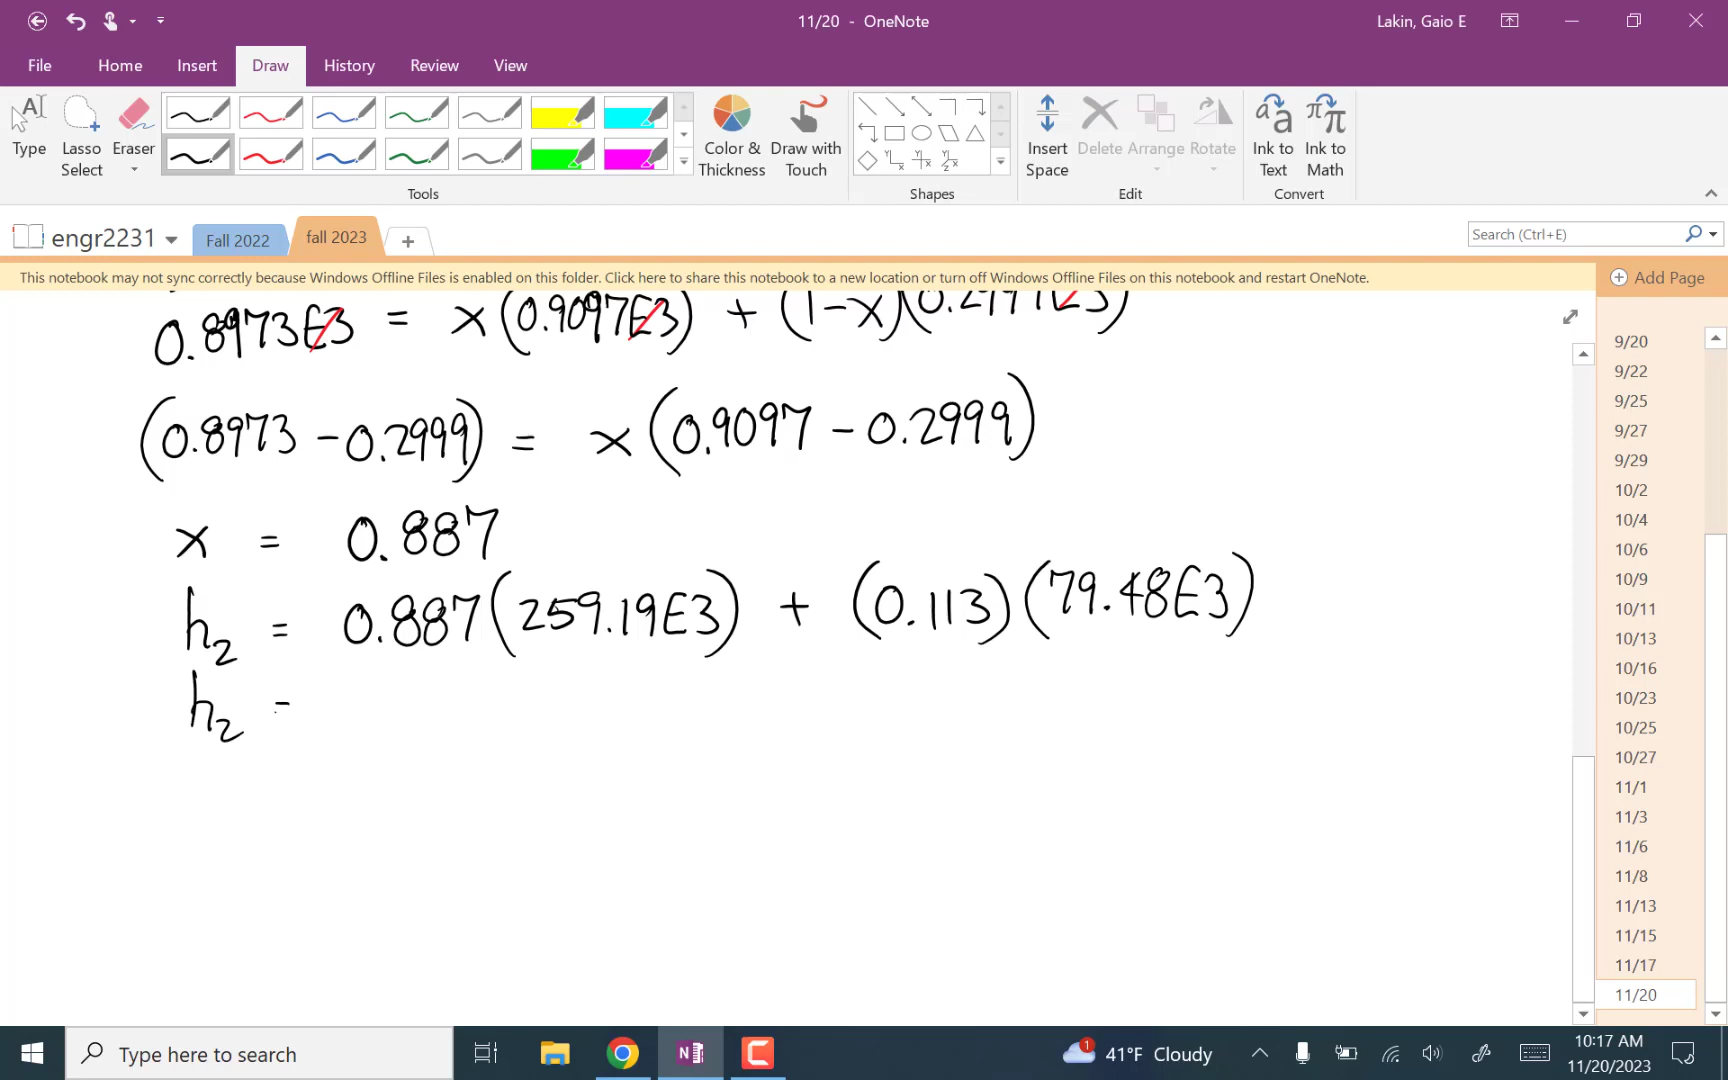 11/20 - OneNote
Lakin, Gaio E
File Home Insert Draw History Review View
Type
Lasso Select
Eraser
Color & Thickness
Draw with Touch
Insert Space
Delete
Arrange
Rotate
Ink to Text
Ink to Math
Tools
Shapes
Edit
Convert
engr2231
Fall 2022
fall 2023
Search (Ctrl+E)
This notebook may not sync correctly because Windows Offline Files is enabled on this folder. Click here to share this notebook to a new location or turn off Windows Offline Files on this notebook and restart OneNote.
Add Page
0.8973E3 = x(0.9097E3) + (1-x)(0.2999E3)
(0.8973 - 0.2999) = x(0.9097 - 0.2999)
x = 0.887
h₂ = 0.887(259.19E3) + (0.113)(79.48E3)
h₂ =
9/20
9/22
9/25
9/27
9/29
10/2
10/4
10/6
10/9
10/11
10/13
10/16
10/23
10/25
10/27
11/1
11/3
11/6
11/8
11/13
11/15
11/17
11/20
Type here to search
1
41°F Cloudy
10:17 AM
11/20/2023